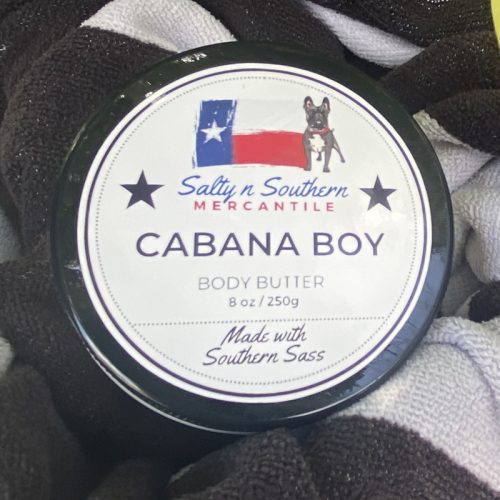 Salty n Southern
MERCANTILE
CABANA BOY
BODY BUTTER
8 oz / 250g
Made with
Southern Sass